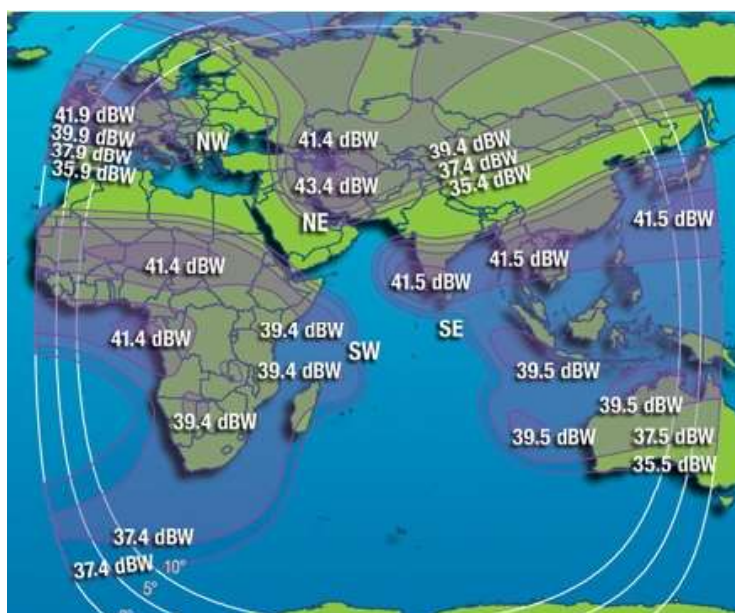 41.9 dBW
39.9 dBW
37.9 dBW
35.9 dBW
NW
41.4 dBW
43.4 dBW
39.4 dBW
37.4 dBW
35.4 dBW
NE
41.5 dBW
41.4 dBW
41.5 dBW
41.5 dBW
41.4 dBW
39.4 dBW
SW
SE
39.4 dBW
39.5 dBW
39.4 dBW
39.5 dBW
39.5 dBW
37.5 dBW
35.5 dBW
37.4 dBW
37.4 dBW
10°
5°